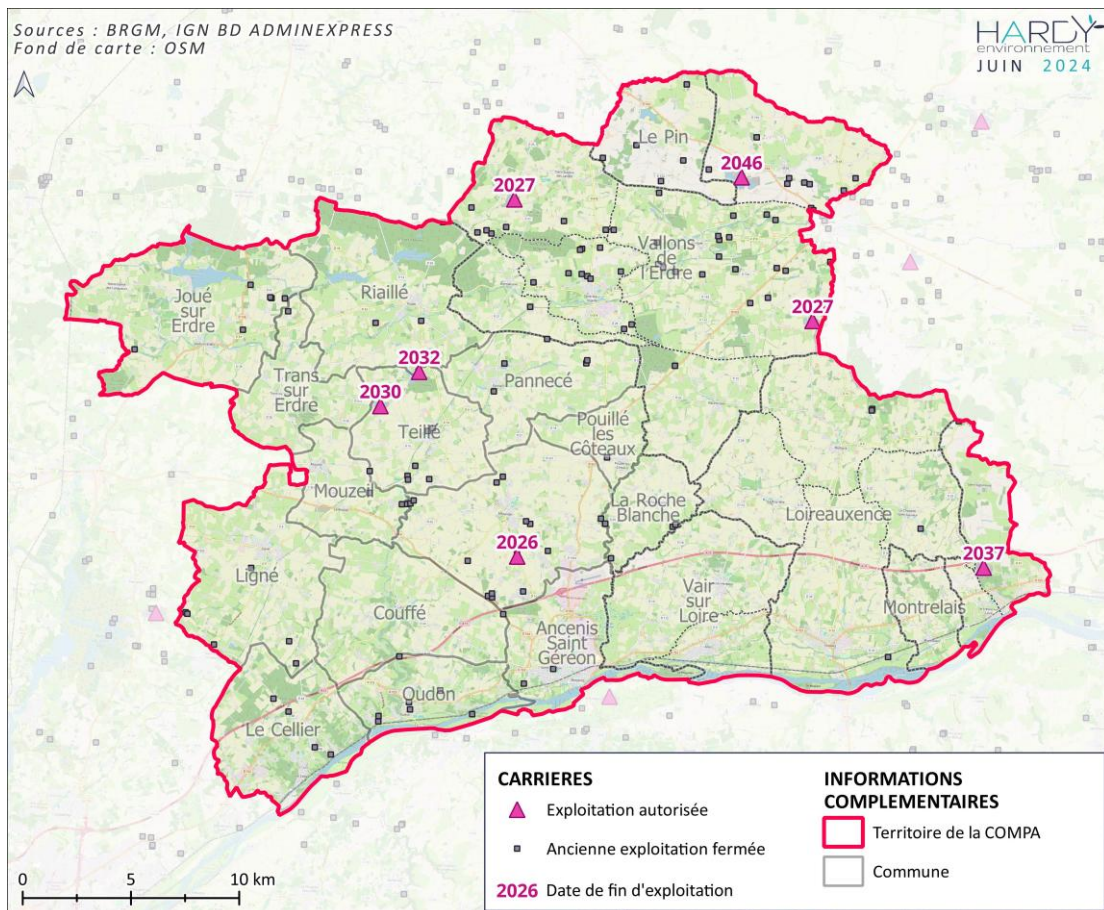 Sources : BRGM, IGN BD ADMINEXPRESS
Fond de carte : OSM
HARDY
environnement
JUIN 2024
Le Pin
2046
2027
Vallons
de
l'Erdre
Joué
sur
Erdre
Riaillé
2027
2032
Trans
sur
Erdre
2030
Pannecé
Teillé
Pouillé
les
Côteaux
Mouzeil
La Roche
Blanche
Loireauxence
2026
2037
Ligné
Couffé
Vair
sur
Loire
Montrelais
Ancenis
Saint
Géréon
Oudon
Le Cellier
CARRIERES
Exploitation autorisée
Ancienne exploitation fermée
2026 Date de fin d'exploitation
INFORMATIONS
COMPLEMENTAIRES
Territoire de la COMPA
Commune
0 5 10 km